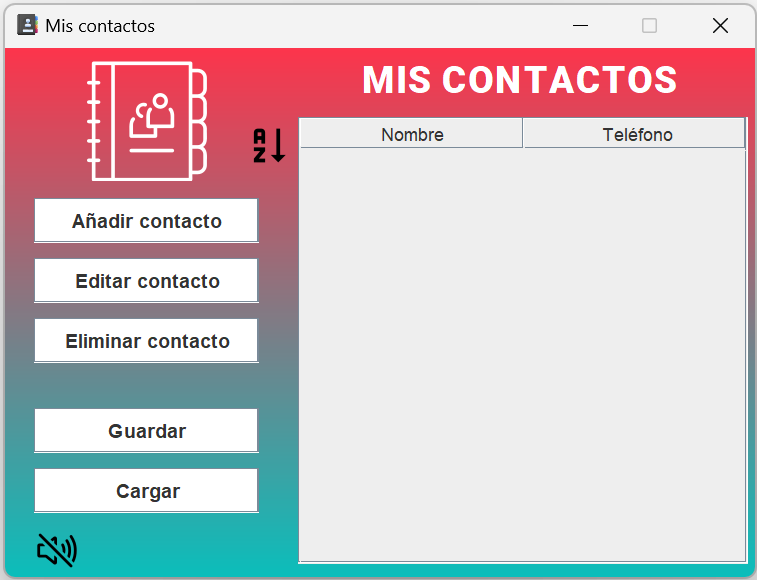 Mis contactos
MIS CONTACTOS
A
Z
Nombre
Teléfono
Añadir contacto
Editar contacto
Eliminar contacto
Guardar
Cargar